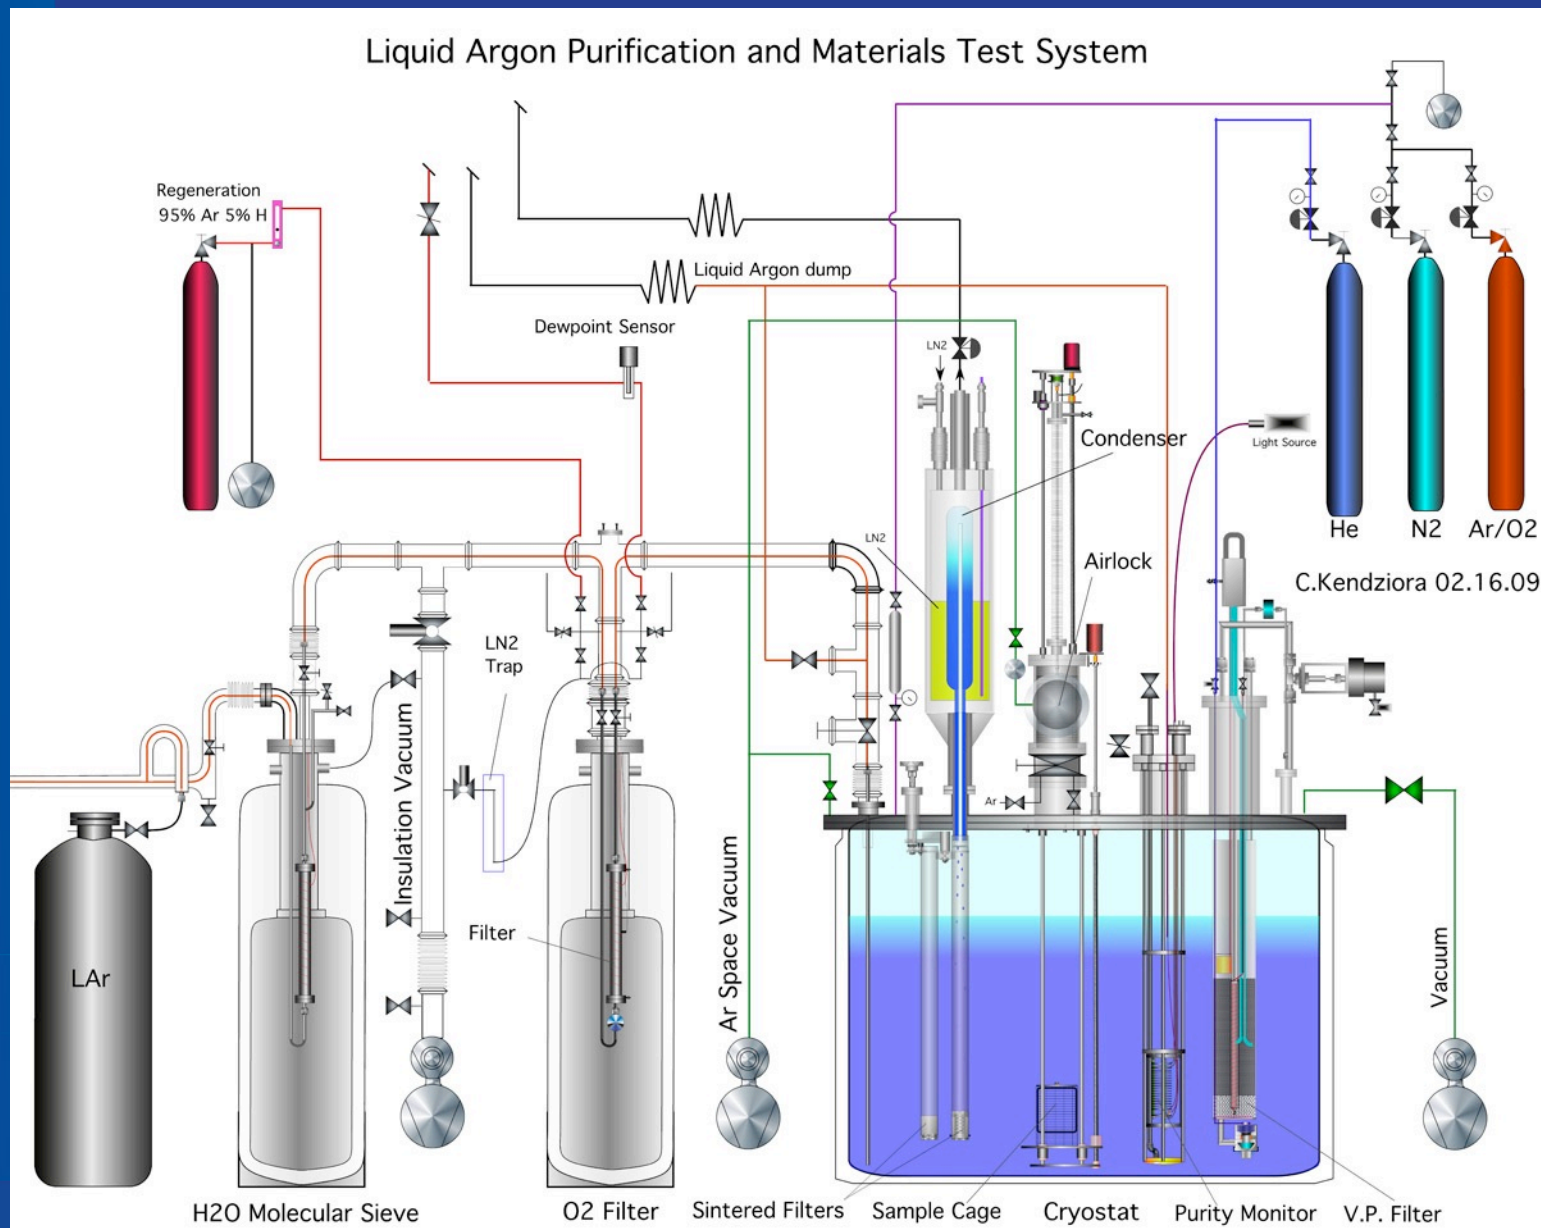 Liquid Argon Purification and Materials Test System
Regeneration
95% Ar 5% H
Liquid Argon dump
Dewpoint Sensor
LN2
Condenser
Light Source
He
N2
Ar/O2
LN2
Airlock
C.Kendziora 02.16.09
LN2
Trap
Insulation Vacuum
Ar
Filter
Ar Space Vacuum
Vacuum
LAr
H2O Molecular Sieve
O2 Filter
Sintered Filters
Sample Cage
Cryostat
Purity Monitor
V.P. Filter